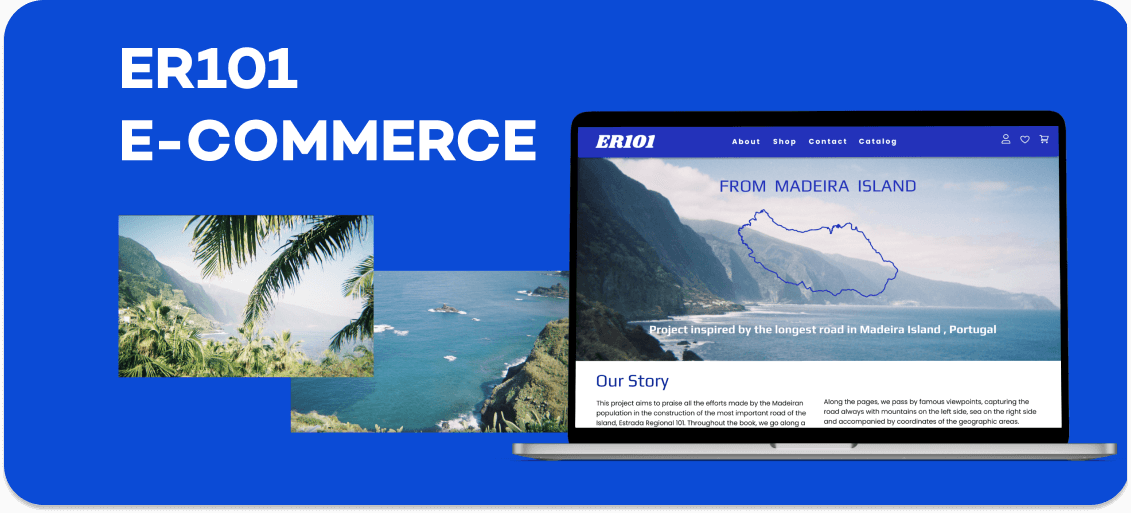 ER101
E-COMMERCE
ER101
About Shop Contact Catalog
FROM MADEIRA ISLAND
Project inspired by the longest road in Madeira Island , Portugal
Our Story
This project aims to praise all the efforts made by the Madeiran
population in the construction of the most important road of the
Island, Estrada Regional 101. Throughout the book, we go along a
Along the pages, we pass by famous viewpoints, capturing the
road always with mountains on the left side, sea on the right side
and accompanied by coordinates of the geographic areas.